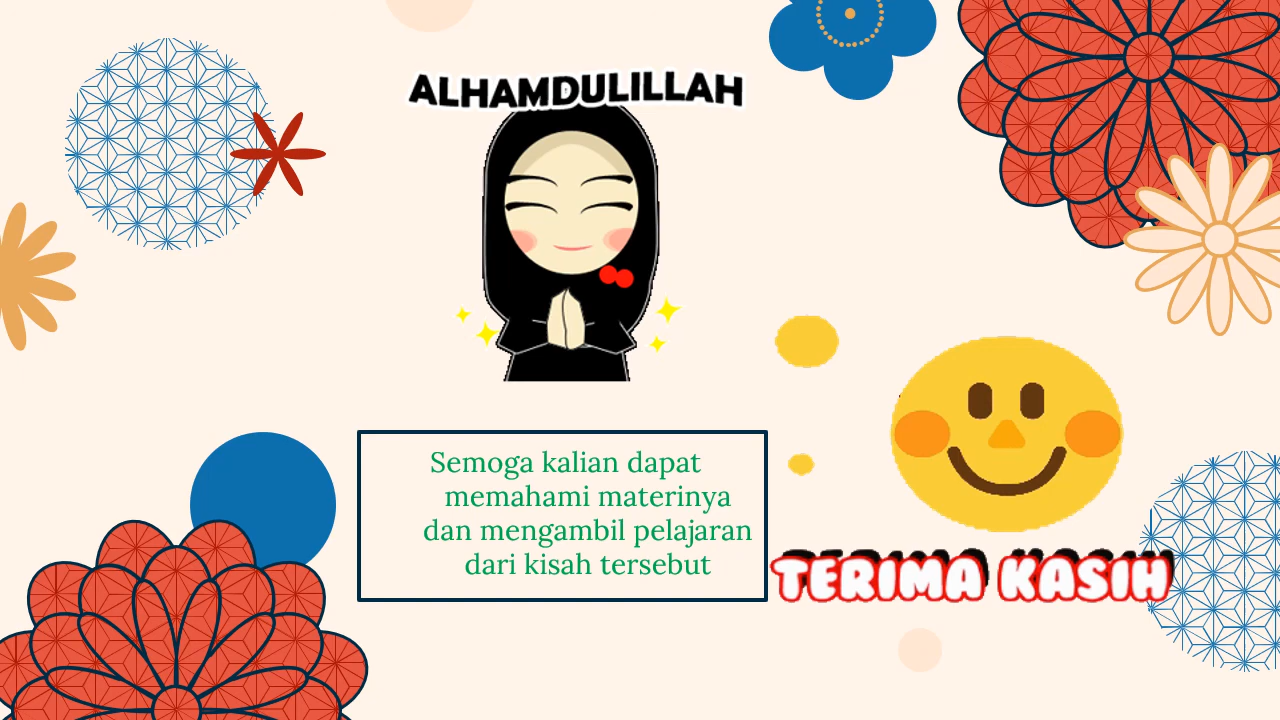 ALHAMDULILLAH
Semoga kalian dapat
memahami materinya
dan mengambil pelajaran
dari kisah tersebut
TERIMA KASIH